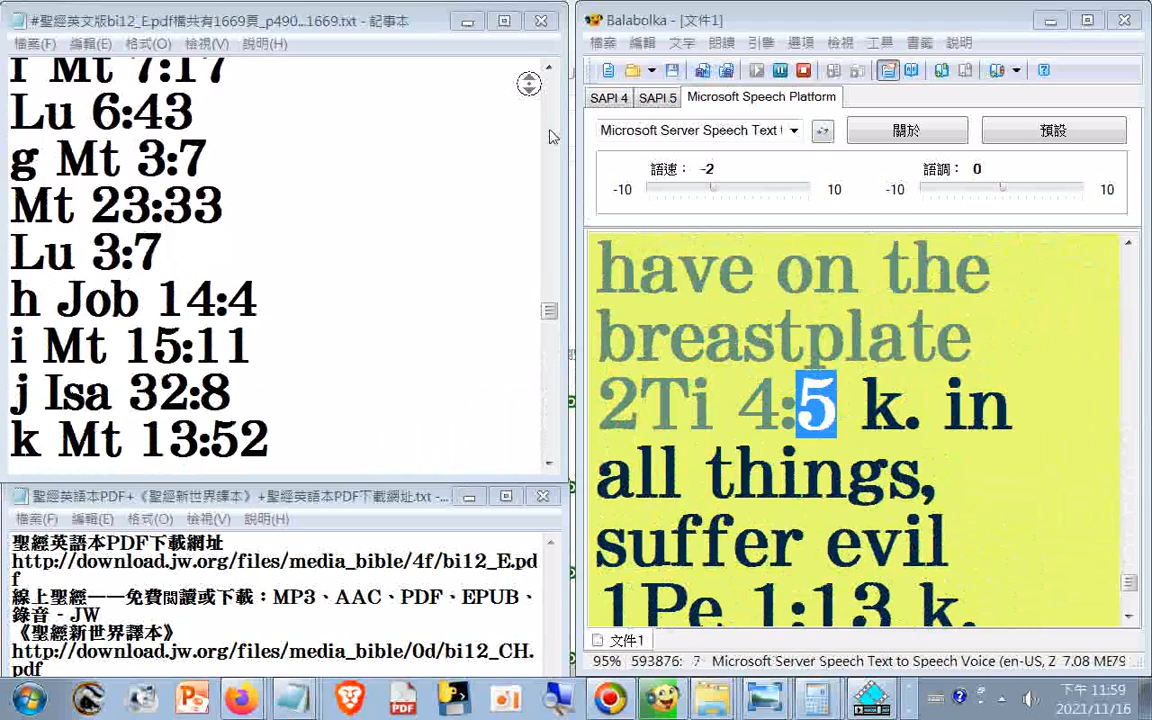 #聖經英文版bi12_E.pdf檔共有1669頁_p490...1669.txt - 記事本
檔案(F) 編輯(E) 格式(O) 檢視(V) 說明(H)
f Mt 7:17
Lu 6:43
g Mt 3:7
Mt 23:33
Lu 3:7
h Job 14:4
i Mt 15:11
j Isa 32:8
k Mt 13:52
聖經英語本PDF+《聖經新世界譯本》+聖經英語本PDF下載網址.txt -...
檔案(F) 編輯(E) 格式(O) 檢視(V) 說明(H)
聖經英語本PDF下載網址
http://download.jw.org/files/media_bible/4f/bi12_E.pd
f
線上聖經——免費閱讀或下載：MP3、AAC、PDF、EPUB、
錄音 - JW
《聖經新世界譯本》
http://download.jw.org/files/media_bible/0d/bi12_CH.
pdf
Balabolka - [文件1]
檔案 編輯 文字 朗讀 引擎 選項 檢視 工具 書籤 說明
SAPI 4 SAPI 5 Microsoft Speech Platform
Microsoft Server Speech Text t 關於 預設
語速： -2 語調： 0
-10 10 -10 10
have on the
breastplate
2Ti 4:5 k. in
all things,
suffer evil
1Pe 1:13 k.
文件1
95% 593876: 7 Microsoft Server Speech Text to Speech Voice (en-US, Z 7.08 ME79
下午 11:59
2021/11/16